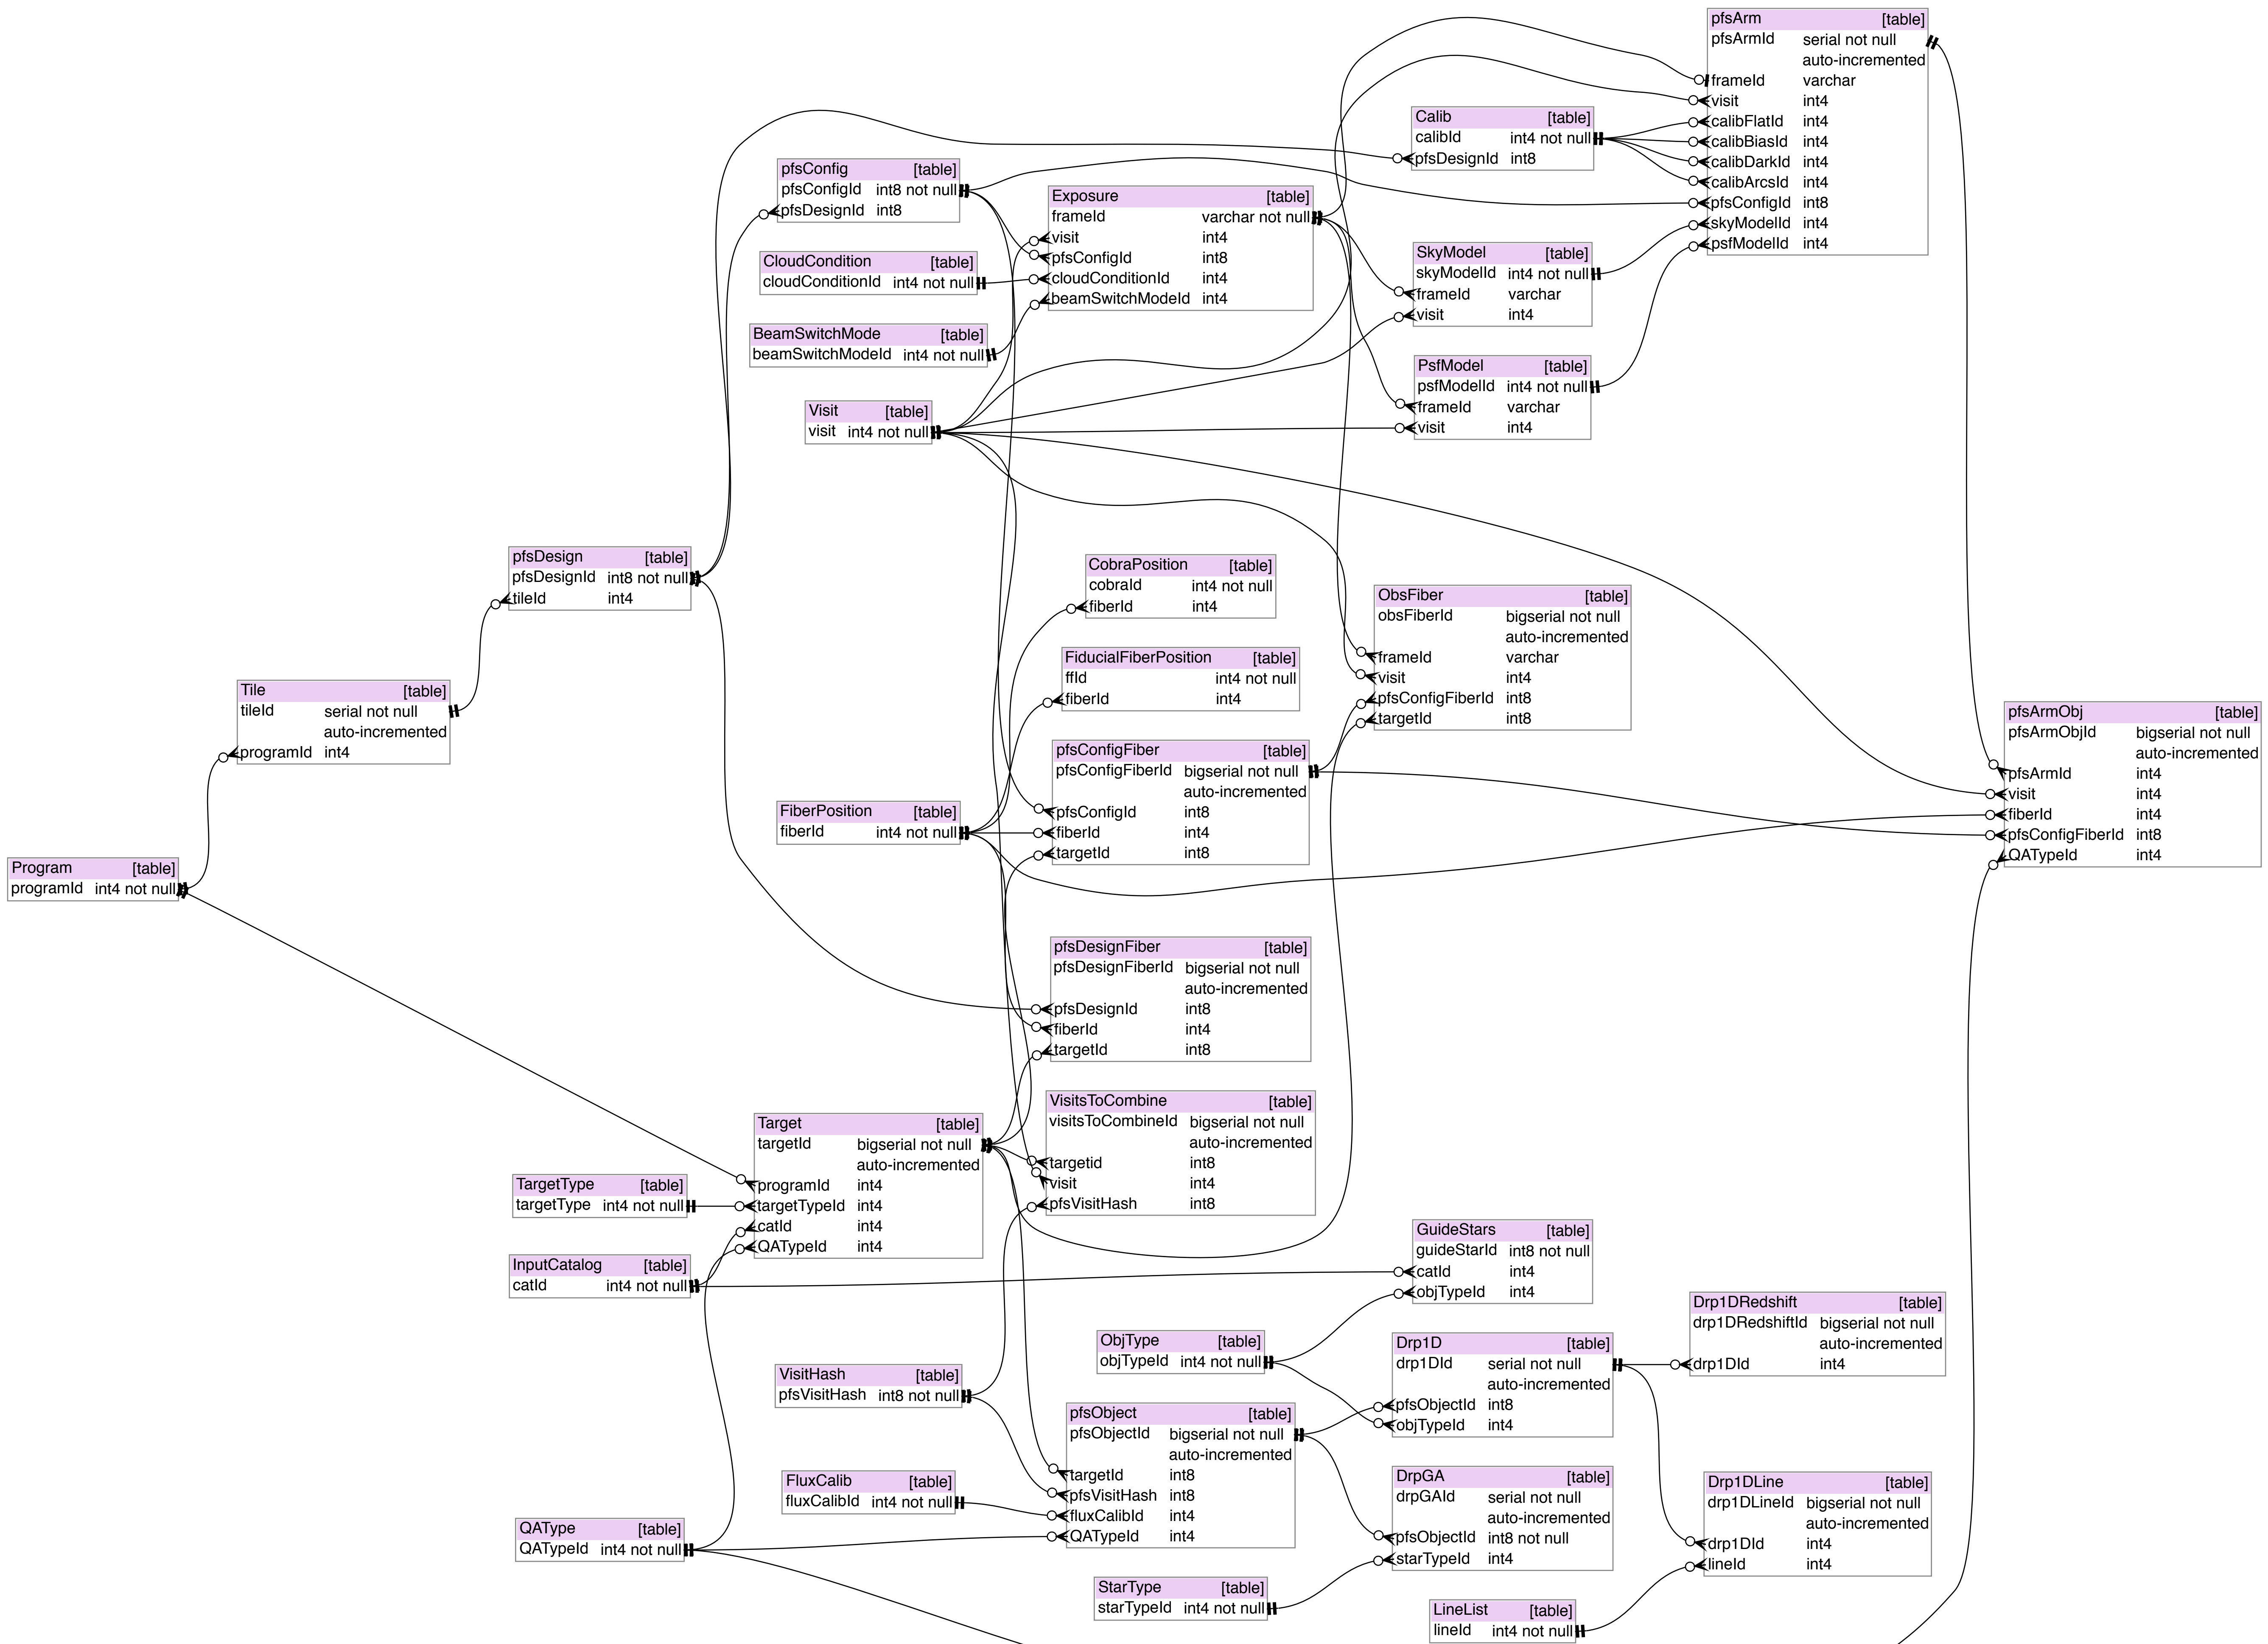 pfsArm [table]
pfsArmId serial not null
auto-incremented
frameId varchar
visit int4
calibFlatId int4
calibBiasId int4
calibDarkId int4
calibArcsId int4
pfsConfigId int8
skyModelId int4
psfModelId int4
Calib [table]
calibId int4 not null
pfsDesignId int8
pfsConfig [table]
pfsConfigId int8 not null
pfsDesignId int8
Exposure [table]
frameId varchar not null
visit int4
pfsConfigId int8
cloudConditionId int4
beamSwitchModeId int4
CloudCondition [table]
cloudConditionId int4 not null
SkyModel [table]
skyModelId int4 not null
frameId varchar
visit int4
BeamSwitchMode [table]
beamSwitchModeId int4 not null
PsfModel [table]
psfModelId int4 not null
frameId varchar
visit int4
Visit [table]
visit int4 not null
pfsDesign [table]
pfsDesignId int8 not null
tileId int4
CobraPosition [table]
cobraId int4 not null
fiberId int4
ObsFiber [table]
obsFiberId bigserial not null
auto-incremented
frameId varchar
visit int4
pfsConfigFiberId int8
targetId int8
FiducialFiberPosition [table]
ffId int4 not null
fiberId int4
Tile [table]
tileId serial not null
auto-incremented
programId int4
pfsArmObj [table]
pfsArmObjId bigserial not null
auto-incremented
pfsArmId int4
visit int4
fiberId int4
pfsConfigFiberId int8
QATypeId int4
pfsConfigFiber [table]
pfsConfigFiberId bigserial not null
auto-incremented
pfsConfigId int8
fiberId int4
targetId int8
FiberPosition [table]
fiberId int4 not null
Program [table]
programId int4 not null
pfsDesignFiber [table]
pfsDesignFiberId bigserial not null
auto-incremented
pfsDesignId int8
fiberId int4
targetId int8
VisitsToCombine [table]
visitsToCombineId bigserial not null
auto-incremented
targetid int8
visit int4
pfsVisitHash int8
Target [table]
targetId bigserial not null
auto-incremented
programId int4
targetTypeId int4
catId int4
QATypeId int4
TargetType [table]
targetType int4 not null
InputCatalog [table]
catId int4 not null
GuideStars [table]
guideStarId int8 not null
catId int4
objTypeId int4
Drp1DRedshift [table]
drp1DRedshiftId bigserial not null
auto-incremented
drp1DId int4
ObjType [table]
objTypeId int4 not null
Drp1D [table]
drp1DId serial not null
auto-incremented
pfsObjectId int8
objTypeId int4
VisitHash [table]
pfsVisitHash int8 not null
pfsObject [table]
pfsObjectId bigserial not null
auto-incremented
targetId int8
pfsVisitHash int8
fluxCalibId int4
QATypeId int4
FluxCalib [table]
fluxCalibId int4 not null
DrpGA [table]
drpGAId serial not null
auto-incremented
pfsObjectId int8 not null
starTypeId int4
Drp1DLine [table]
drp1DLineId bigserial not null
auto-incremented
drp1DId int4
lineId int4
QAType [table]
QATypeId int4 not null
StarType [table]
starTypeId int4 not null
LineList [table]
lineId int4 not null